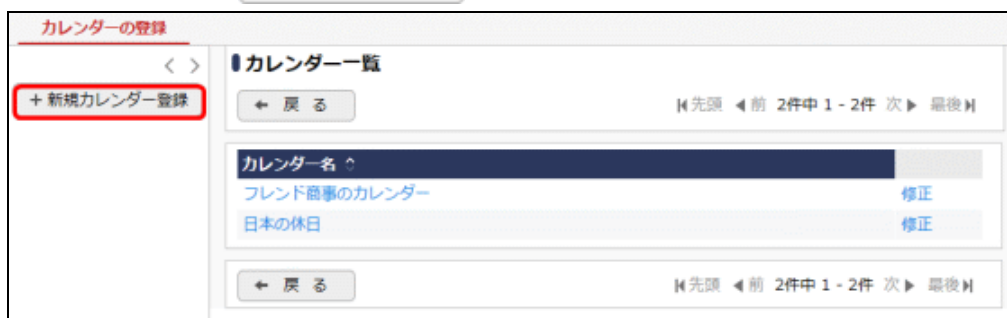 カレンダーの登録
< >
+ 新規カレンダー登録
カレンダー一覧
← 戻 る
先頭 ◀前 2件中 1 - 2件 次▶ 最後
カレンダー名
フレンド商事のカレンダー 修正
日本の休日 修正
← 戻 る
先頭 ◀前 2件中 1 - 2件 次▶ 最後